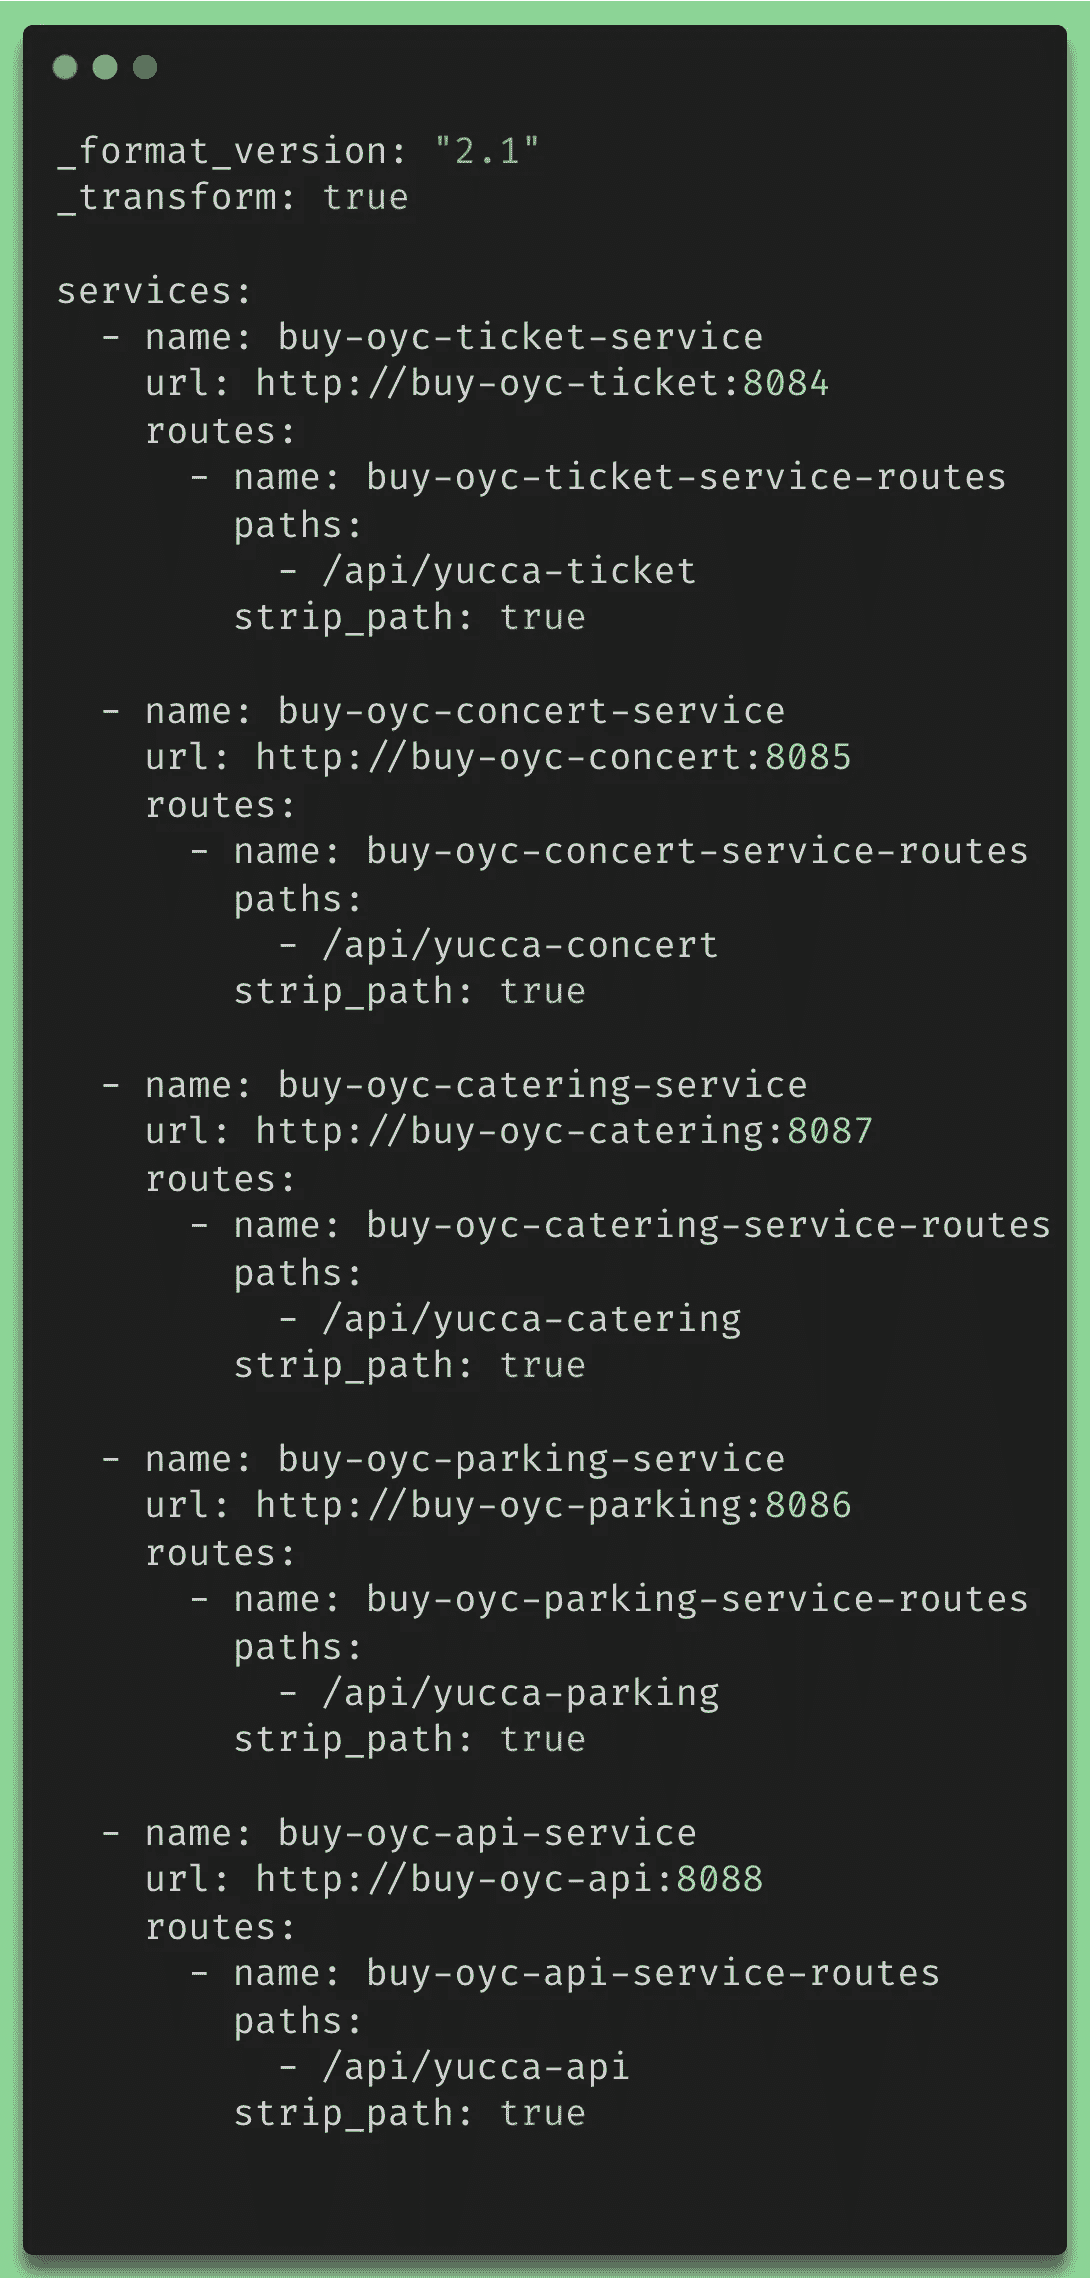 _format_version: "2.1"
_transform: true

services:
  - name: buy-oyc-ticket-service
    url: http://buy-oyc-ticket:8084
    routes:
      - name: buy-oyc-ticket-service-routes
        paths:
          - /api/yucca-ticket
        strip_path: true

  - name: buy-oyc-concert-service
    url: http://buy-oyc-concert:8085
    routes:
      - name: buy-oyc-concert-service-routes
        paths:
          - /api/yucca-concert
        strip_path: true

  - name: buy-oyc-catering-service
    url: http://buy-oyc-catering:8087
    routes:
      - name: buy-oyc-catering-service-routes
        paths:
          - /api/yucca-catering
        strip_path: true

  - name: buy-oyc-parking-service
    url: http://buy-oyc-parking:8086
    routes:
      - name: buy-oyc-parking-service-routes
        paths:
          - /api/yucca-parking
        strip_path: true

  - name: buy-oyc-api-service
    url: http://buy-oyc-api:8088
    routes:
      - name: buy-oyc-api-service-routes
        paths:
          - /api/yucca-api
        strip_path: true